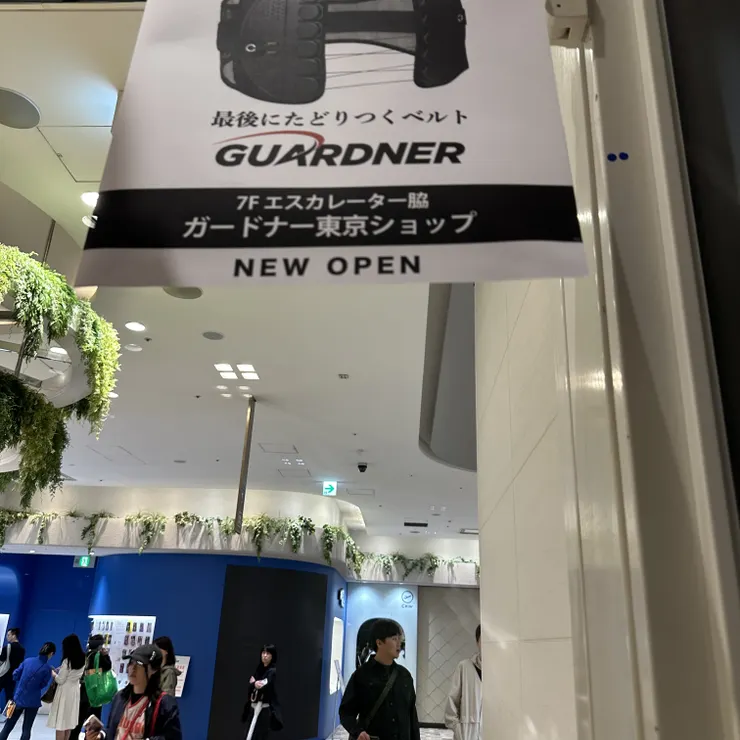 最後にたどりつくベルト
GUARDNER
7F エスカレーター脇
ガードナー東京ショップ
NEW OPEN